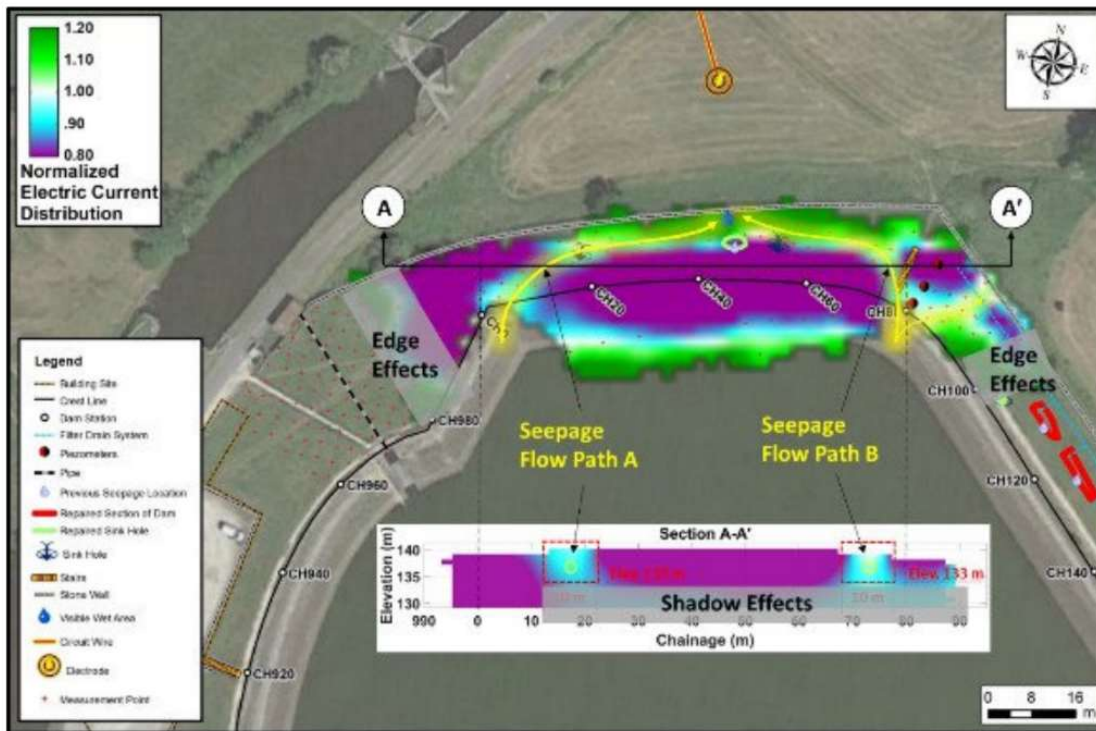 1.20
1.10
1.00
.90
0.80
Normalized
Electric Current
Distribution
N
W
E
S
A
A'
CH20
CH40
CH60
Edge
Effects
Edge
Effects
CH980
CH100
CH960
CH120
CH940
CH140
CH920
Seepage
Flow Path A
Seepage
Flow Path B
Legend
Building Site
Crest Line
Dam Station
Filter Drain System
Piezometers
Pipe
Previous Seepage Location
Repaired Section of Dam
Repaired Sink Hole
Sink Hole
Stairs
Stone Wall
Visible Wet Area
Circuit Wire
Electrode
Measurement Point
Section A-A'
Elevation (m)
140
135
130
Elev. 133 m
10 m
10 m
Shadow Effects
990 0 10 20 30 40 50 60 70 80 90
Chainage (m)
0 8 16
m